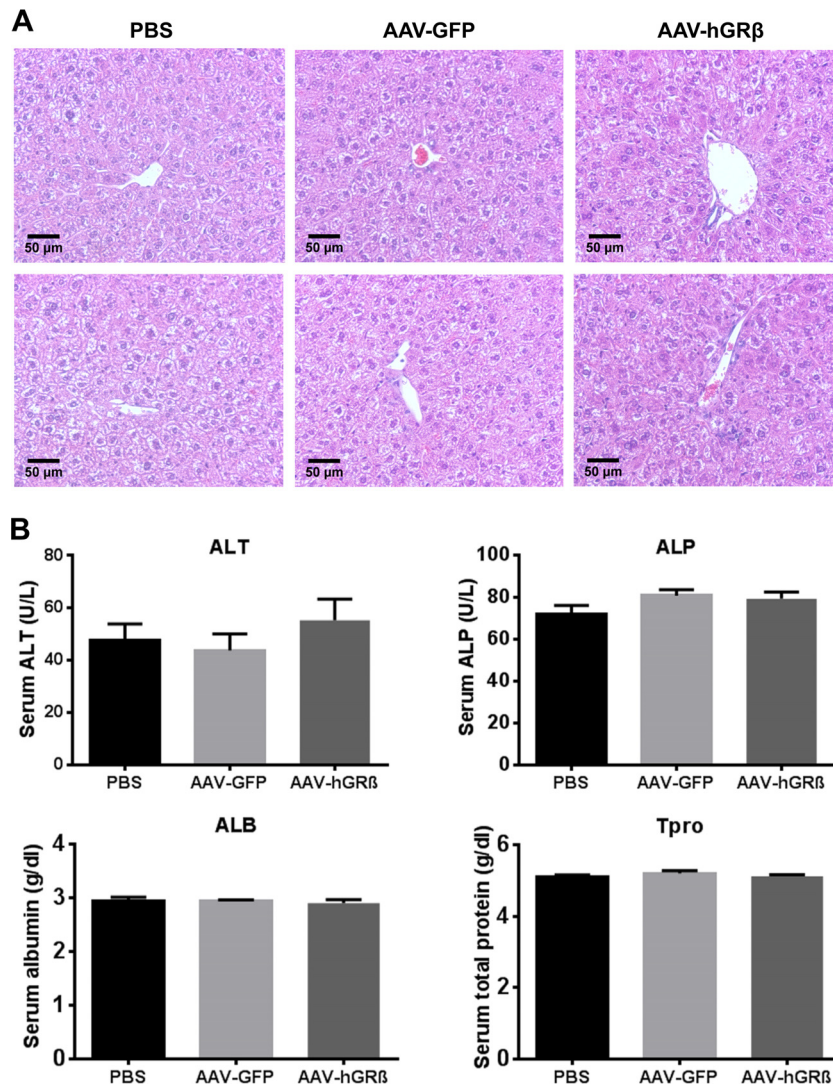 A
PBS
AAV-GFP
AAV-hGRβ
50 μm
50 μm
50 μm
50 μm
50 μm
50 μm
B
ALT
Serum ALT (U/L)
80
60
40
20
0
PBS
AAV-GFP
AAV-hGRß
ALP
Serum ALP (U/L)
100
80
60
40
20
0
PBS
AAV-GFP
AAV-hGRß
ALB
Serum albumin (g/dl)
4
3
2
1
0
PBS
AAV-GFP
AAV-hGRß
Tpro
Serum total protein (g/dl)
6
4
2
0
PBS
AAV-GFP
AAV-hGRß